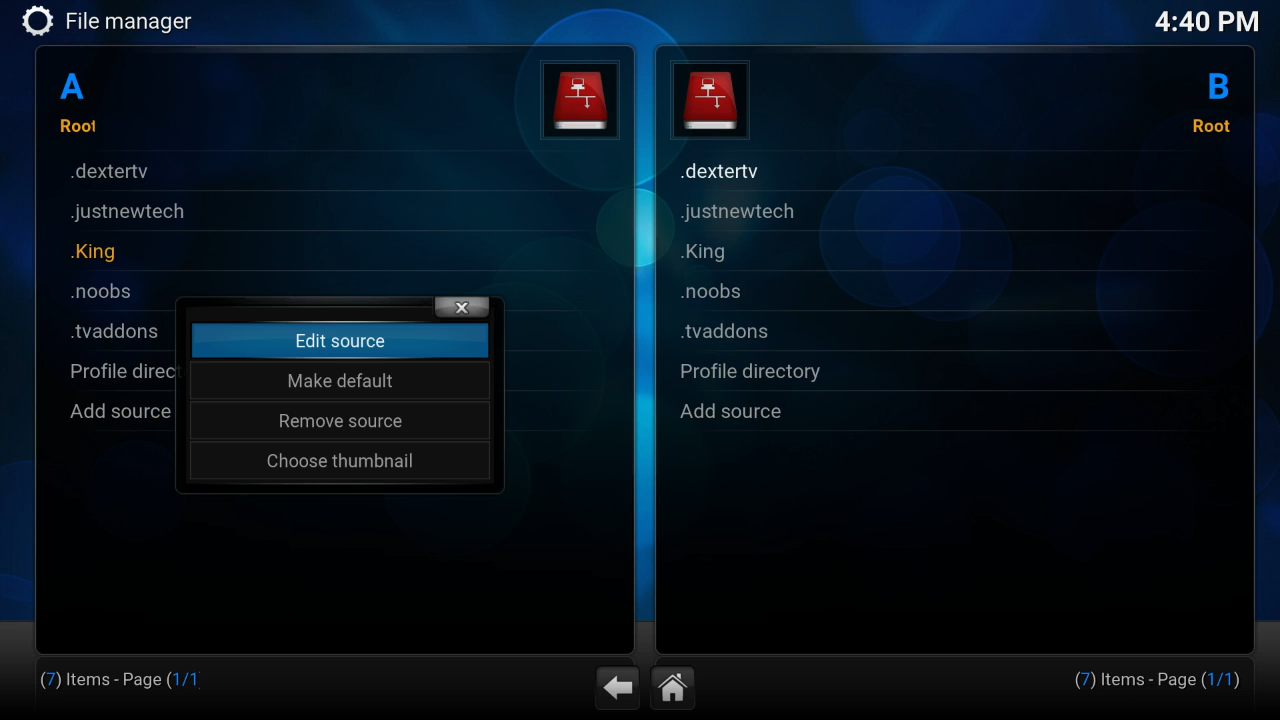 File manager
4:40 PM
A
Root
.dextertv
.justnewtech
.King
.noobs
.tvaddons
Profile direct
Add source
Edit source
Make default
Remove source
Choose thumbnail
(7) Items - Page (1/1)
B
Root
.dextertv
.justnewtech
.King
.noobs
.tvaddons
Profile directory
Add source
(7) Items - Page (1/1)